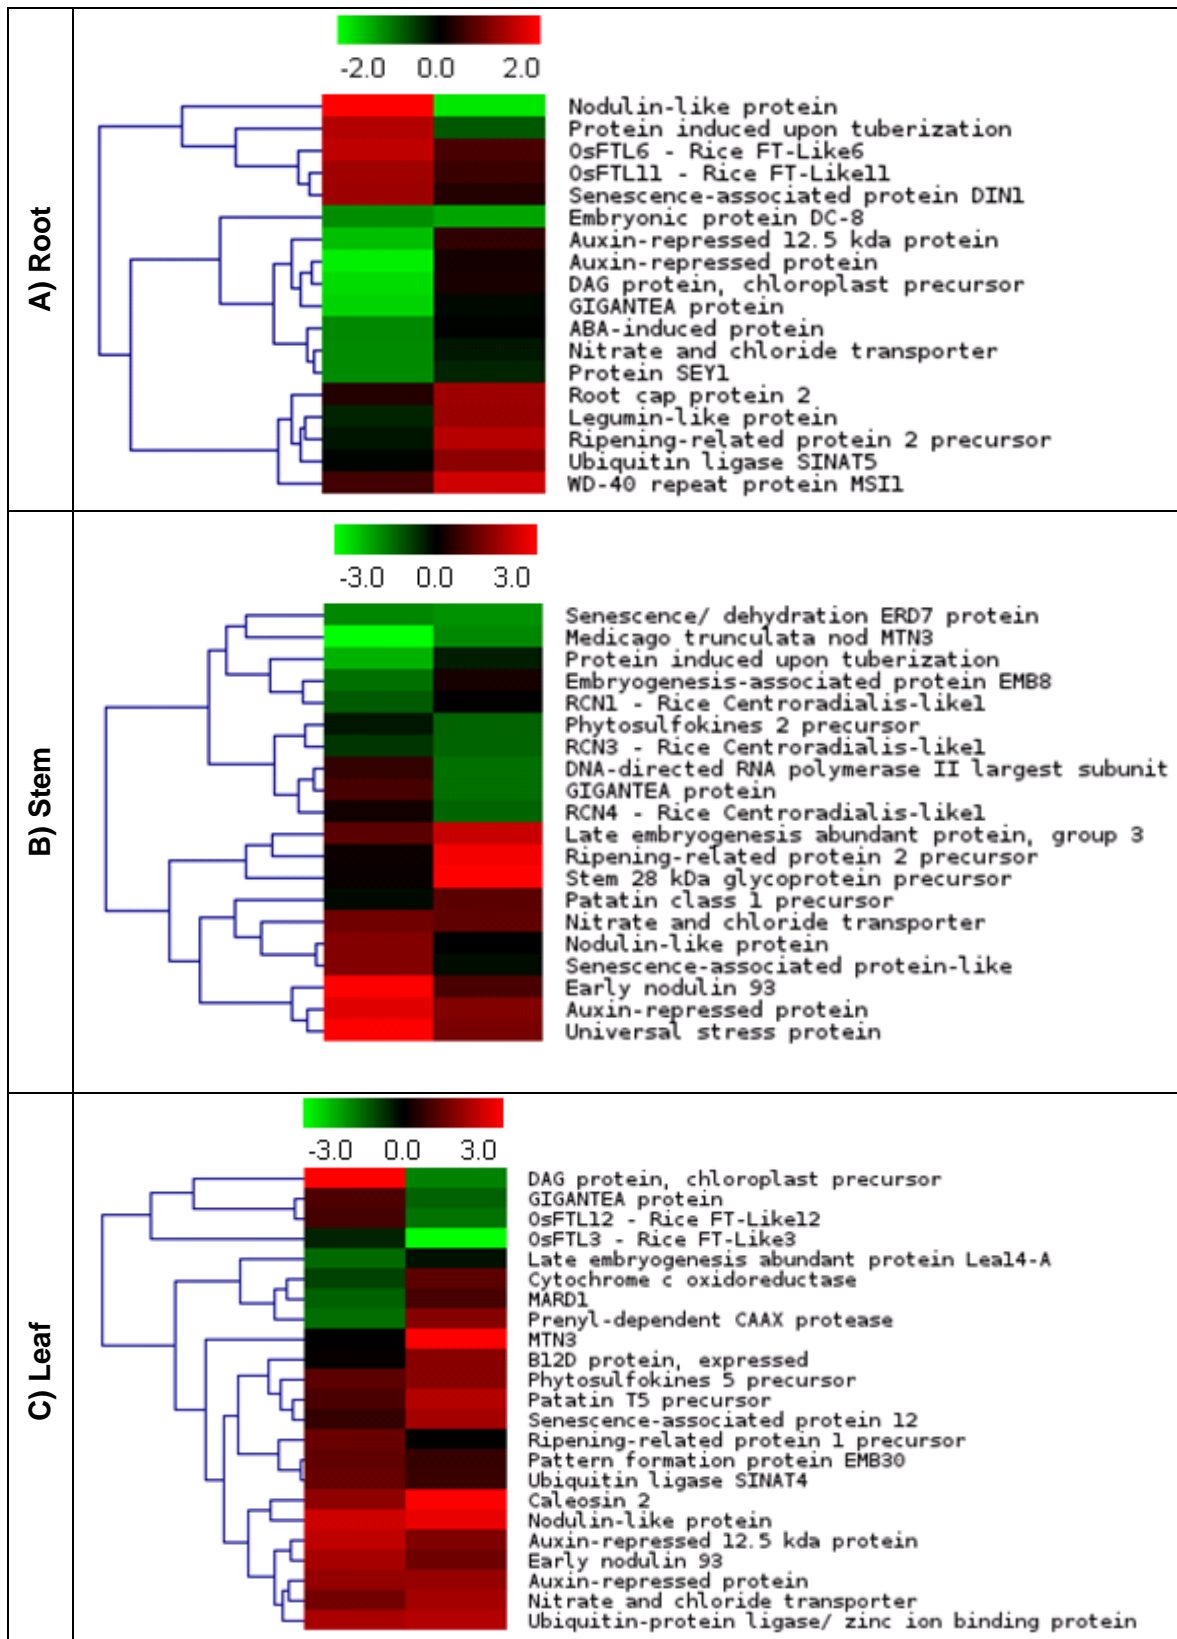 A) Root
-2.0 0.0 2.0
Nodulin-like protein
Protein induced upon tuberization
OsFTL6 - Rice FT-Like6
OsFTL11 - Rice FT-Like11
Senescence-associated protein DIN1
Embryonic protein DC-8
Auxin-repressed 12.5 kda protein
Auxin-repressed protein
DAG protein, chloroplast precursor
GIGANTEA protein
ABA-induced protein
Nitrate and chloride transporter
Protein SEY1
Root cap protein 2
Legumin-like protein
Ripening-related protein 2 precursor
Ubiquitin ligase SINAT5
WD-40 repeat protein MSI1
B) Stem
-3.0 0.0 3.0
Senescence/ dehydration ERD7 protein
Medicago trunculata nod MTN3
Protein induced upon tuberization
Embryogenesis-associated protein EMB8
RCN1 - Rice Centroradialis-like1
Phytosulfokines 2 precursor
RCN3 - Rice Centroradialis-like1
DNA-directed RNA polymerase II largest subunit
GIGANTEA protein
RCN4 - Rice Centroradialis-like1
Late embryogenesis abundant protein, group 3
Ripening-related protein 2 precursor
Stem 28 kDa glycoprotein precursor
Patatin class 1 precursor
Nitrate and chloride transporter
Nodulin-like protein
Senescence-associated protein-like
Early nodulin 93
Auxin-repressed protein
Universal stress protein
C) Leaf
-3.0 0.0 3.0
DAG protein, chloroplast precursor
GIGANTEA protein
OsFTL12 - Rice FT-Like12
OsFTL3 - Rice FT-Like3
Late embryogenesis abundant protein Lea14-A
Cytochrome c oxidoreductase
MARD1
Prenyl-dependent CAAX protease
MTN3
B12D protein, expressed
Phytosulfokines 5 precursor
Patatin T5 precursor
Senescence-associated protein 12
Ripening-related protein 1 precursor
Pattern formation protein EMB30
Ubiquitin ligase SINAT4
Caleosin 2
Nodulin-like protein
Auxin-repressed 12.5 kda protein
Early nodulin 93
Auxin-repressed protein
Nitrate and chloride transporter
Ubiquitin-protein ligase/ zinc ion binding protein